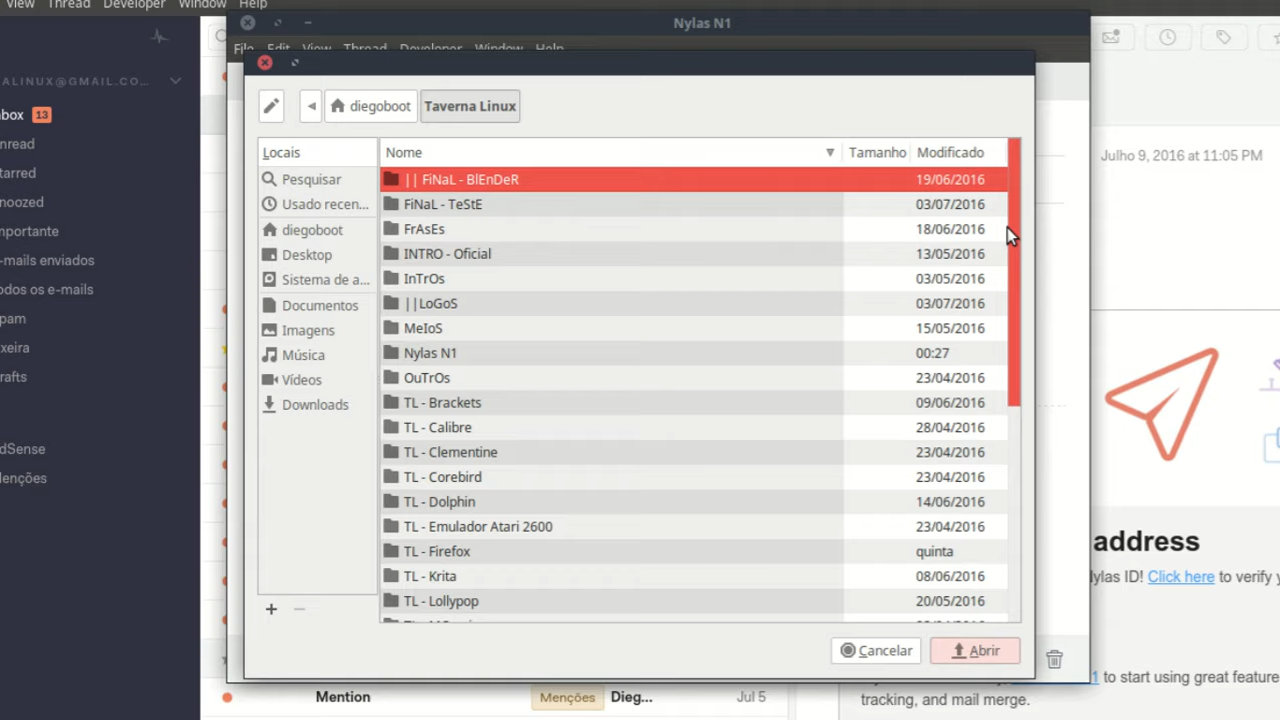 View Thread Developer Window Help
Nylas N1
File Edit View Thread Developer Window Help
ALINUX@GMAIL.CO...
diegoboot Taverna Linux
nbox 13
nread
tarred
noozed
mportante
-mails enviados
odos os e-mails
pam
ixeira
rafts
dSense
enções
Locais
Pesquisar
Usado recen...
diegoboot
Desktop
Sistema de a...
Documentos
Imagens
Música
Vídeos
Downloads
Nome Tamanho Modificado
|| FiNaL - BlEnDeR 19/06/2016
FiNaL - TeStE 03/07/2016
FrAsEs 18/06/2016
INTRO - Oficial 13/05/2016
InTrOs 03/05/2016
||LoGoS 03/07/2016
MeIoS 15/05/2016
Nylas N1 00:27
OuTrOs 23/04/2016
TL - Brackets 09/06/2016
TL - Calibre 28/04/2016
TL - Clementine 23/04/2016
TL - Corebird 23/04/2016
TL - Dolphin 14/06/2016
TL - Emulador Atari 2600 23/04/2016
TL - Firefox quinta
TL - Krita 08/06/2016
TL - Lollypop 20/05/2016
+ −
Cancelar Abrir
Julho 9, 2016 at 11:05 PM
address
Nylas ID! Click here to verify y
1 to start using great feature
tracking, and mail merge.
Mention Menções Dieg... Jul 5